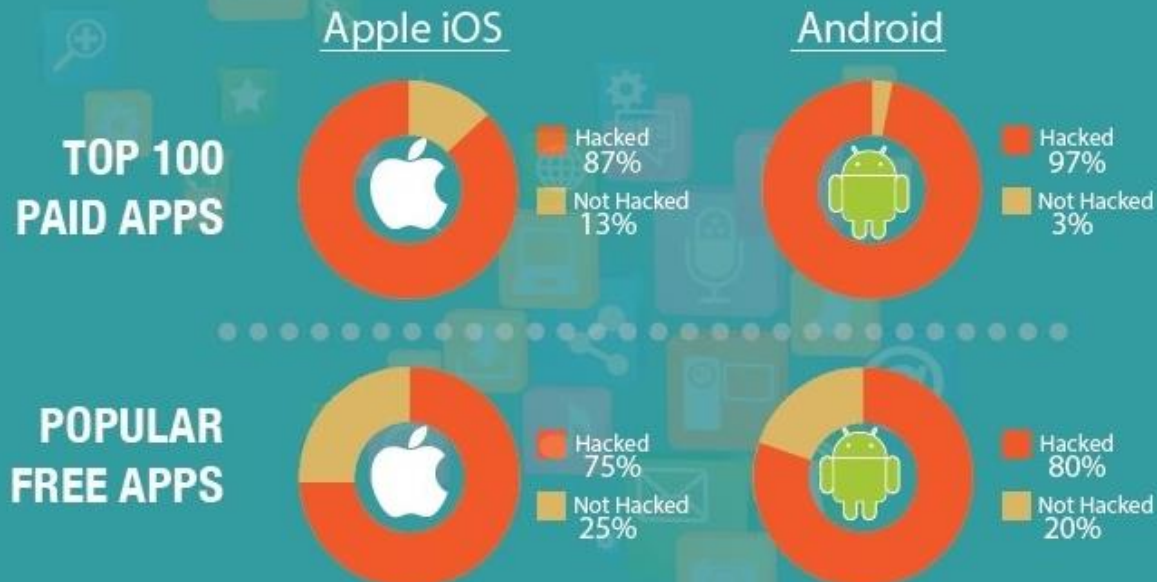 Apple iOS
Android
TOP 100
PAID APPS
Hacked
87%
Not Hacked
13%
Hacked
97%
Not Hacked
3%
POPULAR
FREE APPS
Hacked
75%
Not Hacked
25%
Hacked
80%
Not Hacked
20%